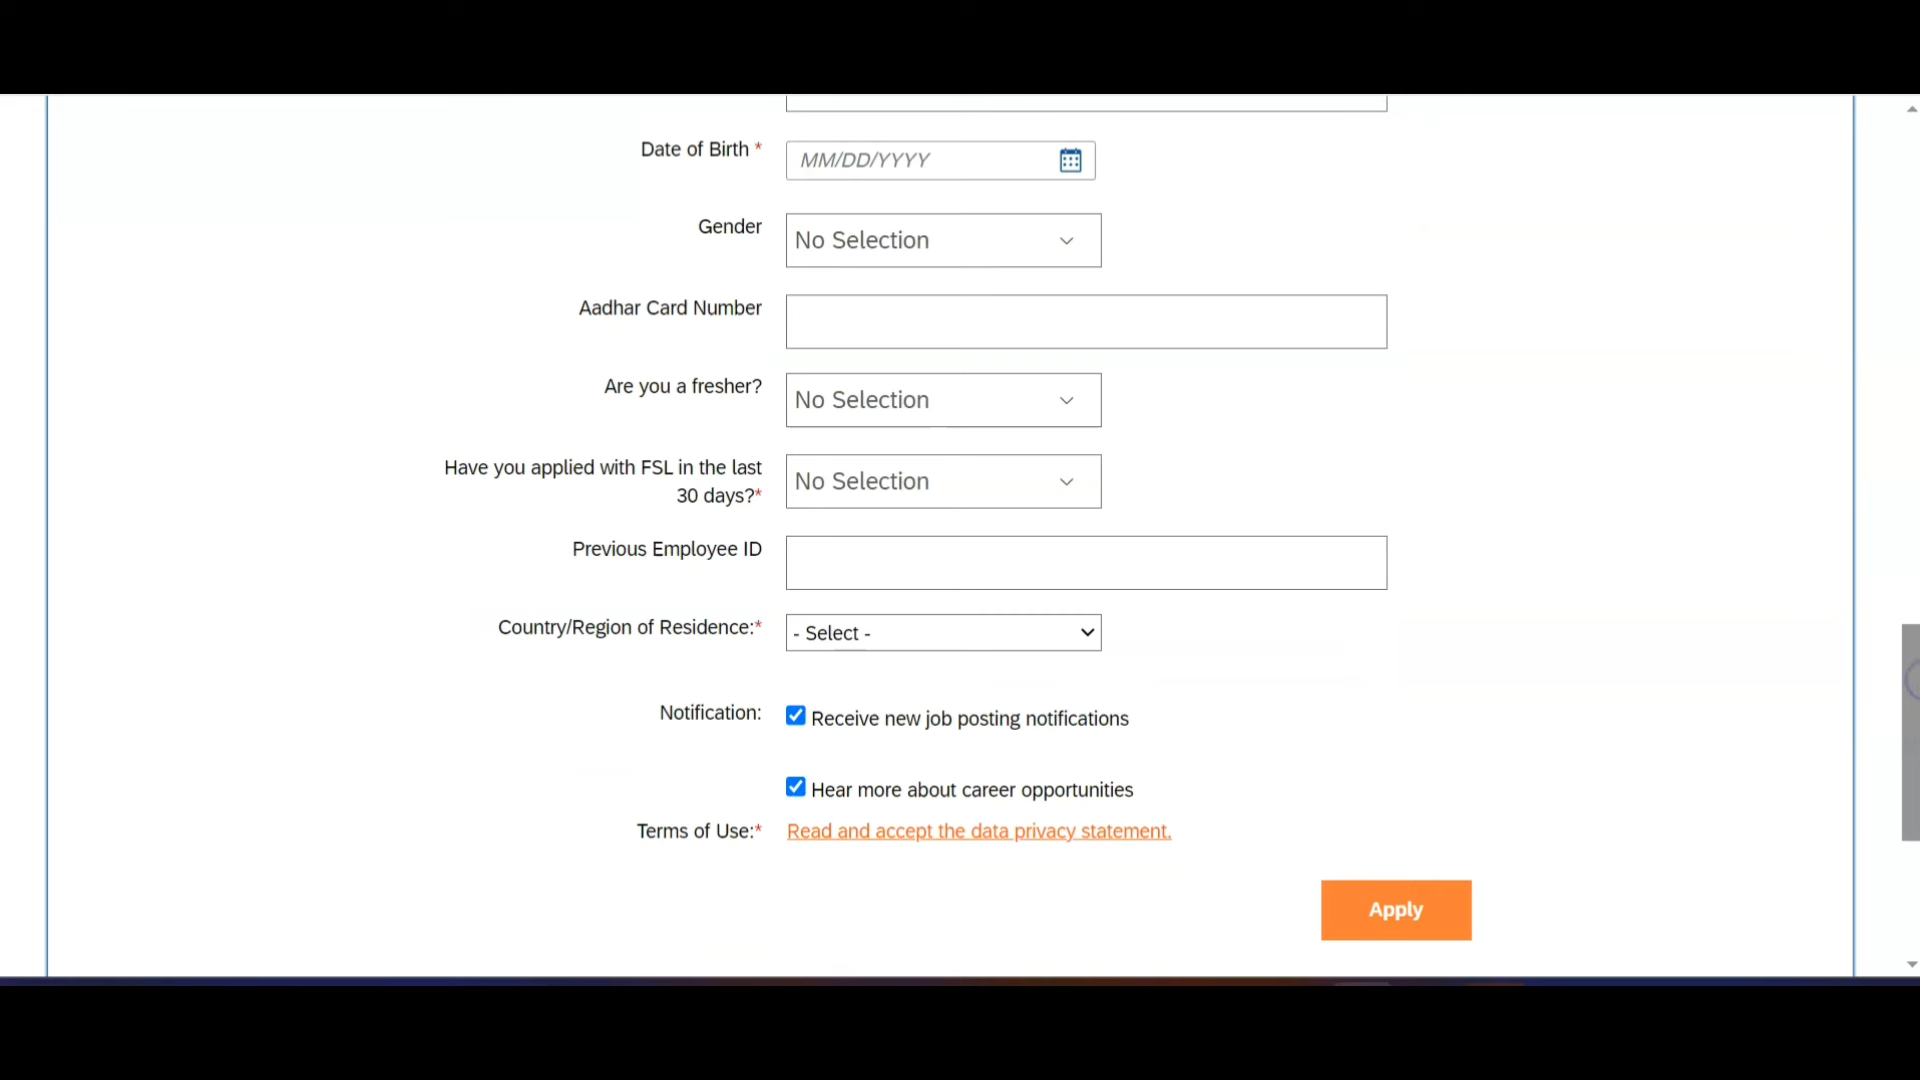 Date of Birth * MM/DD/YYYY
Gender No Selection
Aadhar Card Number
Are you a fresher? No Selection
Have you applied with FSL in the last
30 days?* No Selection
Previous Employee ID
Country/Region of Residence:* - Select -
Notification: Receive new job posting notifications
Hear more about career opportunities
Terms of Use:* Read and accept the data privacy statement.
Apply